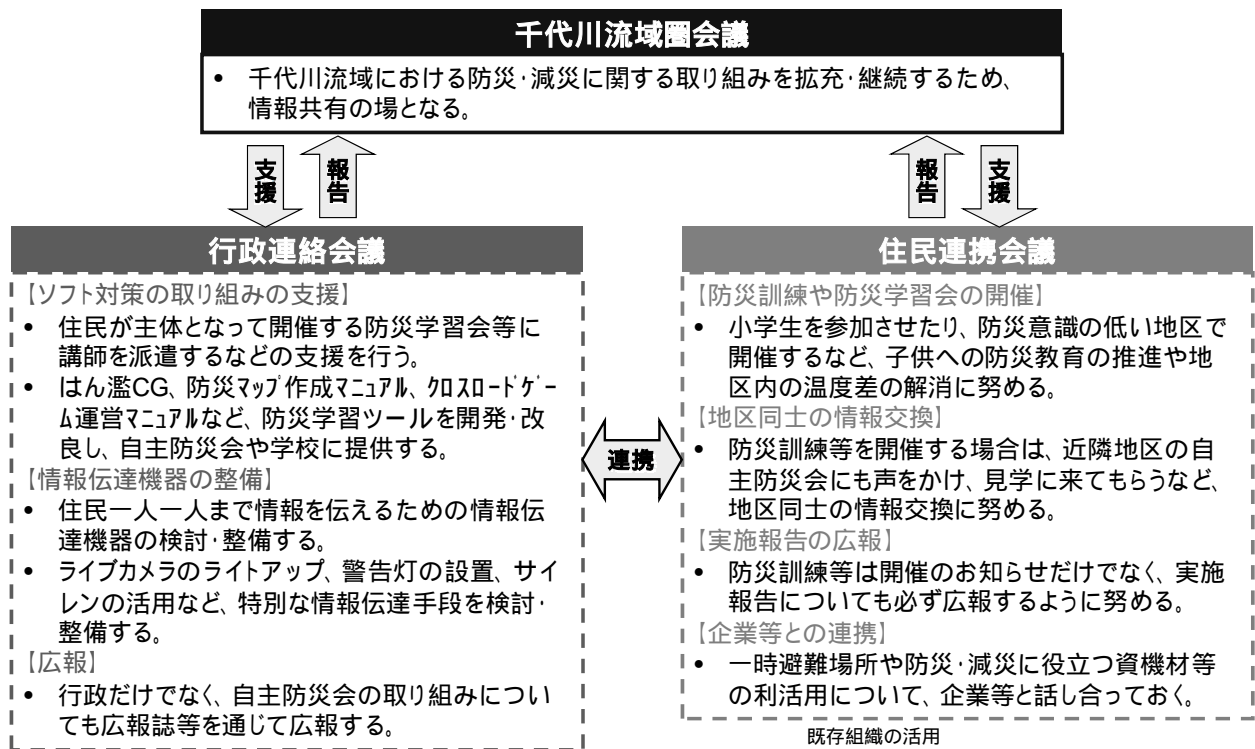 千代川流域圏会議
• 千代川流域における防災･減災に関する取り組みを拡充･継続するため、
情報共有の場となる。
支援
報告
報告
支援
行政連絡会議
【ソフト対策の取り組みの支援】
• 住民が主体となって開催する防災学習会等に
講師を派遣するなどの支援を行う。
• はん濫CG、防災ﾏｯﾌﾟ作成ﾏﾆｭｱﾙ、ｸﾛｽﾛｰﾄﾞｹﾞｰ
ﾑ運営ﾏﾆｭｱﾙなど、防災学習ツールを開発･改
良し、自主防災会や学校に提供する。
【情報伝達機器の整備】
• 住民一人一人まで情報を伝えるための情報伝
達機器の検討･整備する。
• ライブカメラのライトアップ、警告灯の設置、サイ
レンの活用など、特別な情報伝達手段を検討･
整備する。
【広報】
• 行政だけでなく、自主防災会の取り組みについ
ても広報誌等を通じて広報する。
連携
住民連携会議
【防災訓練や防災学習会の開催】
• 小学生を参加させたり、防災意識の低い地区で
開催するなど、子供への防災教育の推進や地
区内の温度差の解消に努める。
【地区同士の情報交換】
• 防災訓練等を開催する場合は、近隣地区の自
主防災会にも声をかけ、見学に来てもらうなど、
地区同士の情報交換に努める。
【実施報告の広報】
• 防災訓練等は開催のお知らせだけでなく、実施
報告についても必ず広報するように努める。
【企業等との連携】
• 一時避難場所や防災･減災に役立つ資機材等
の利活用について、企業等と話し合っておく。
既存組織の活用